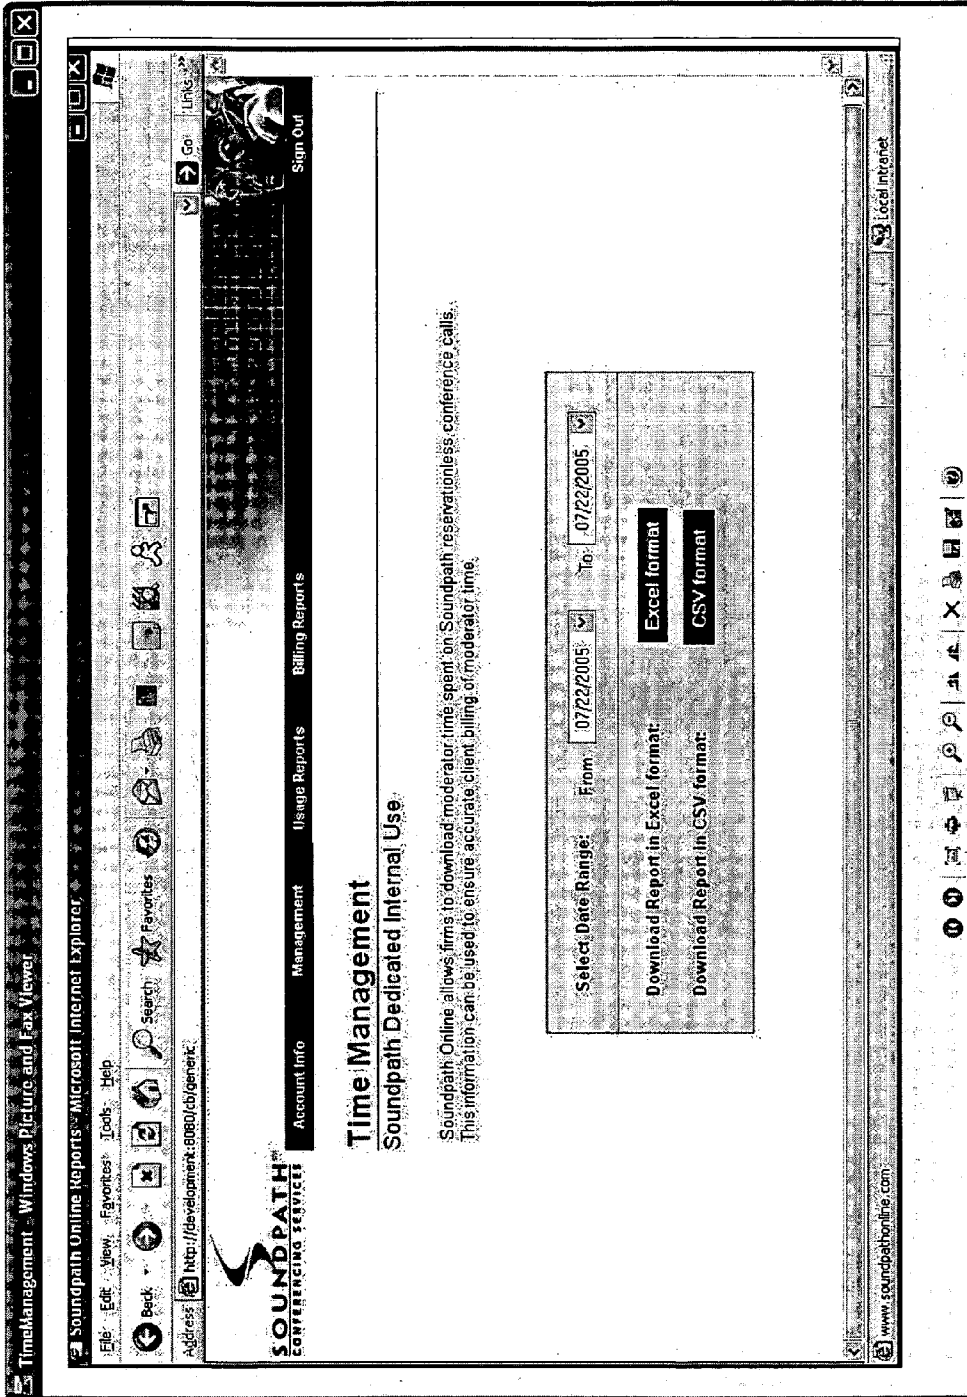 TimeManagement - Windows Picture and Fax Viewer
Soundpath Online Reports - Microsoft Internet Explorer
File Edit View Favorites Tools Help
Back Search Favorites
Address http://development:8080/cb/generic Go Links »
SOUNDPATH
CONFERENCING SERVICES
Account Info Management Usage Reports Billing Reports Sign Out
Time Management
Soundpath Dedicated Internal Use
Soundpath Online allows firms to download moderator time spent on Soundpath reservationless conference calls.
This information can be used to ensure accurate client billing of moderator time.
Select Date Range: From: 07/22/2005 To: 07/22/2005
Download Report in Excel format: Excel format
Download Report in CSV format: CSV format
www.soundpathonline.com Local intranet